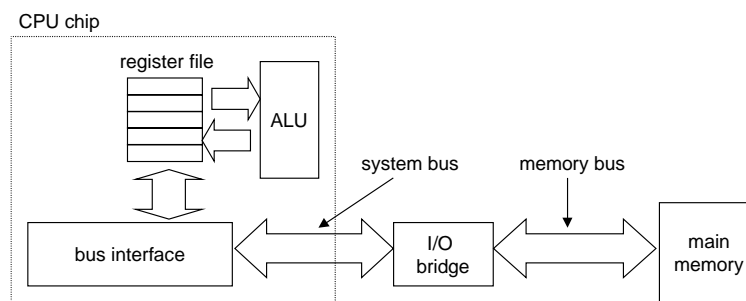 CPU chip
register file
ALU
system bus
memory bus
bus interface
I/O
bridge
main
memory